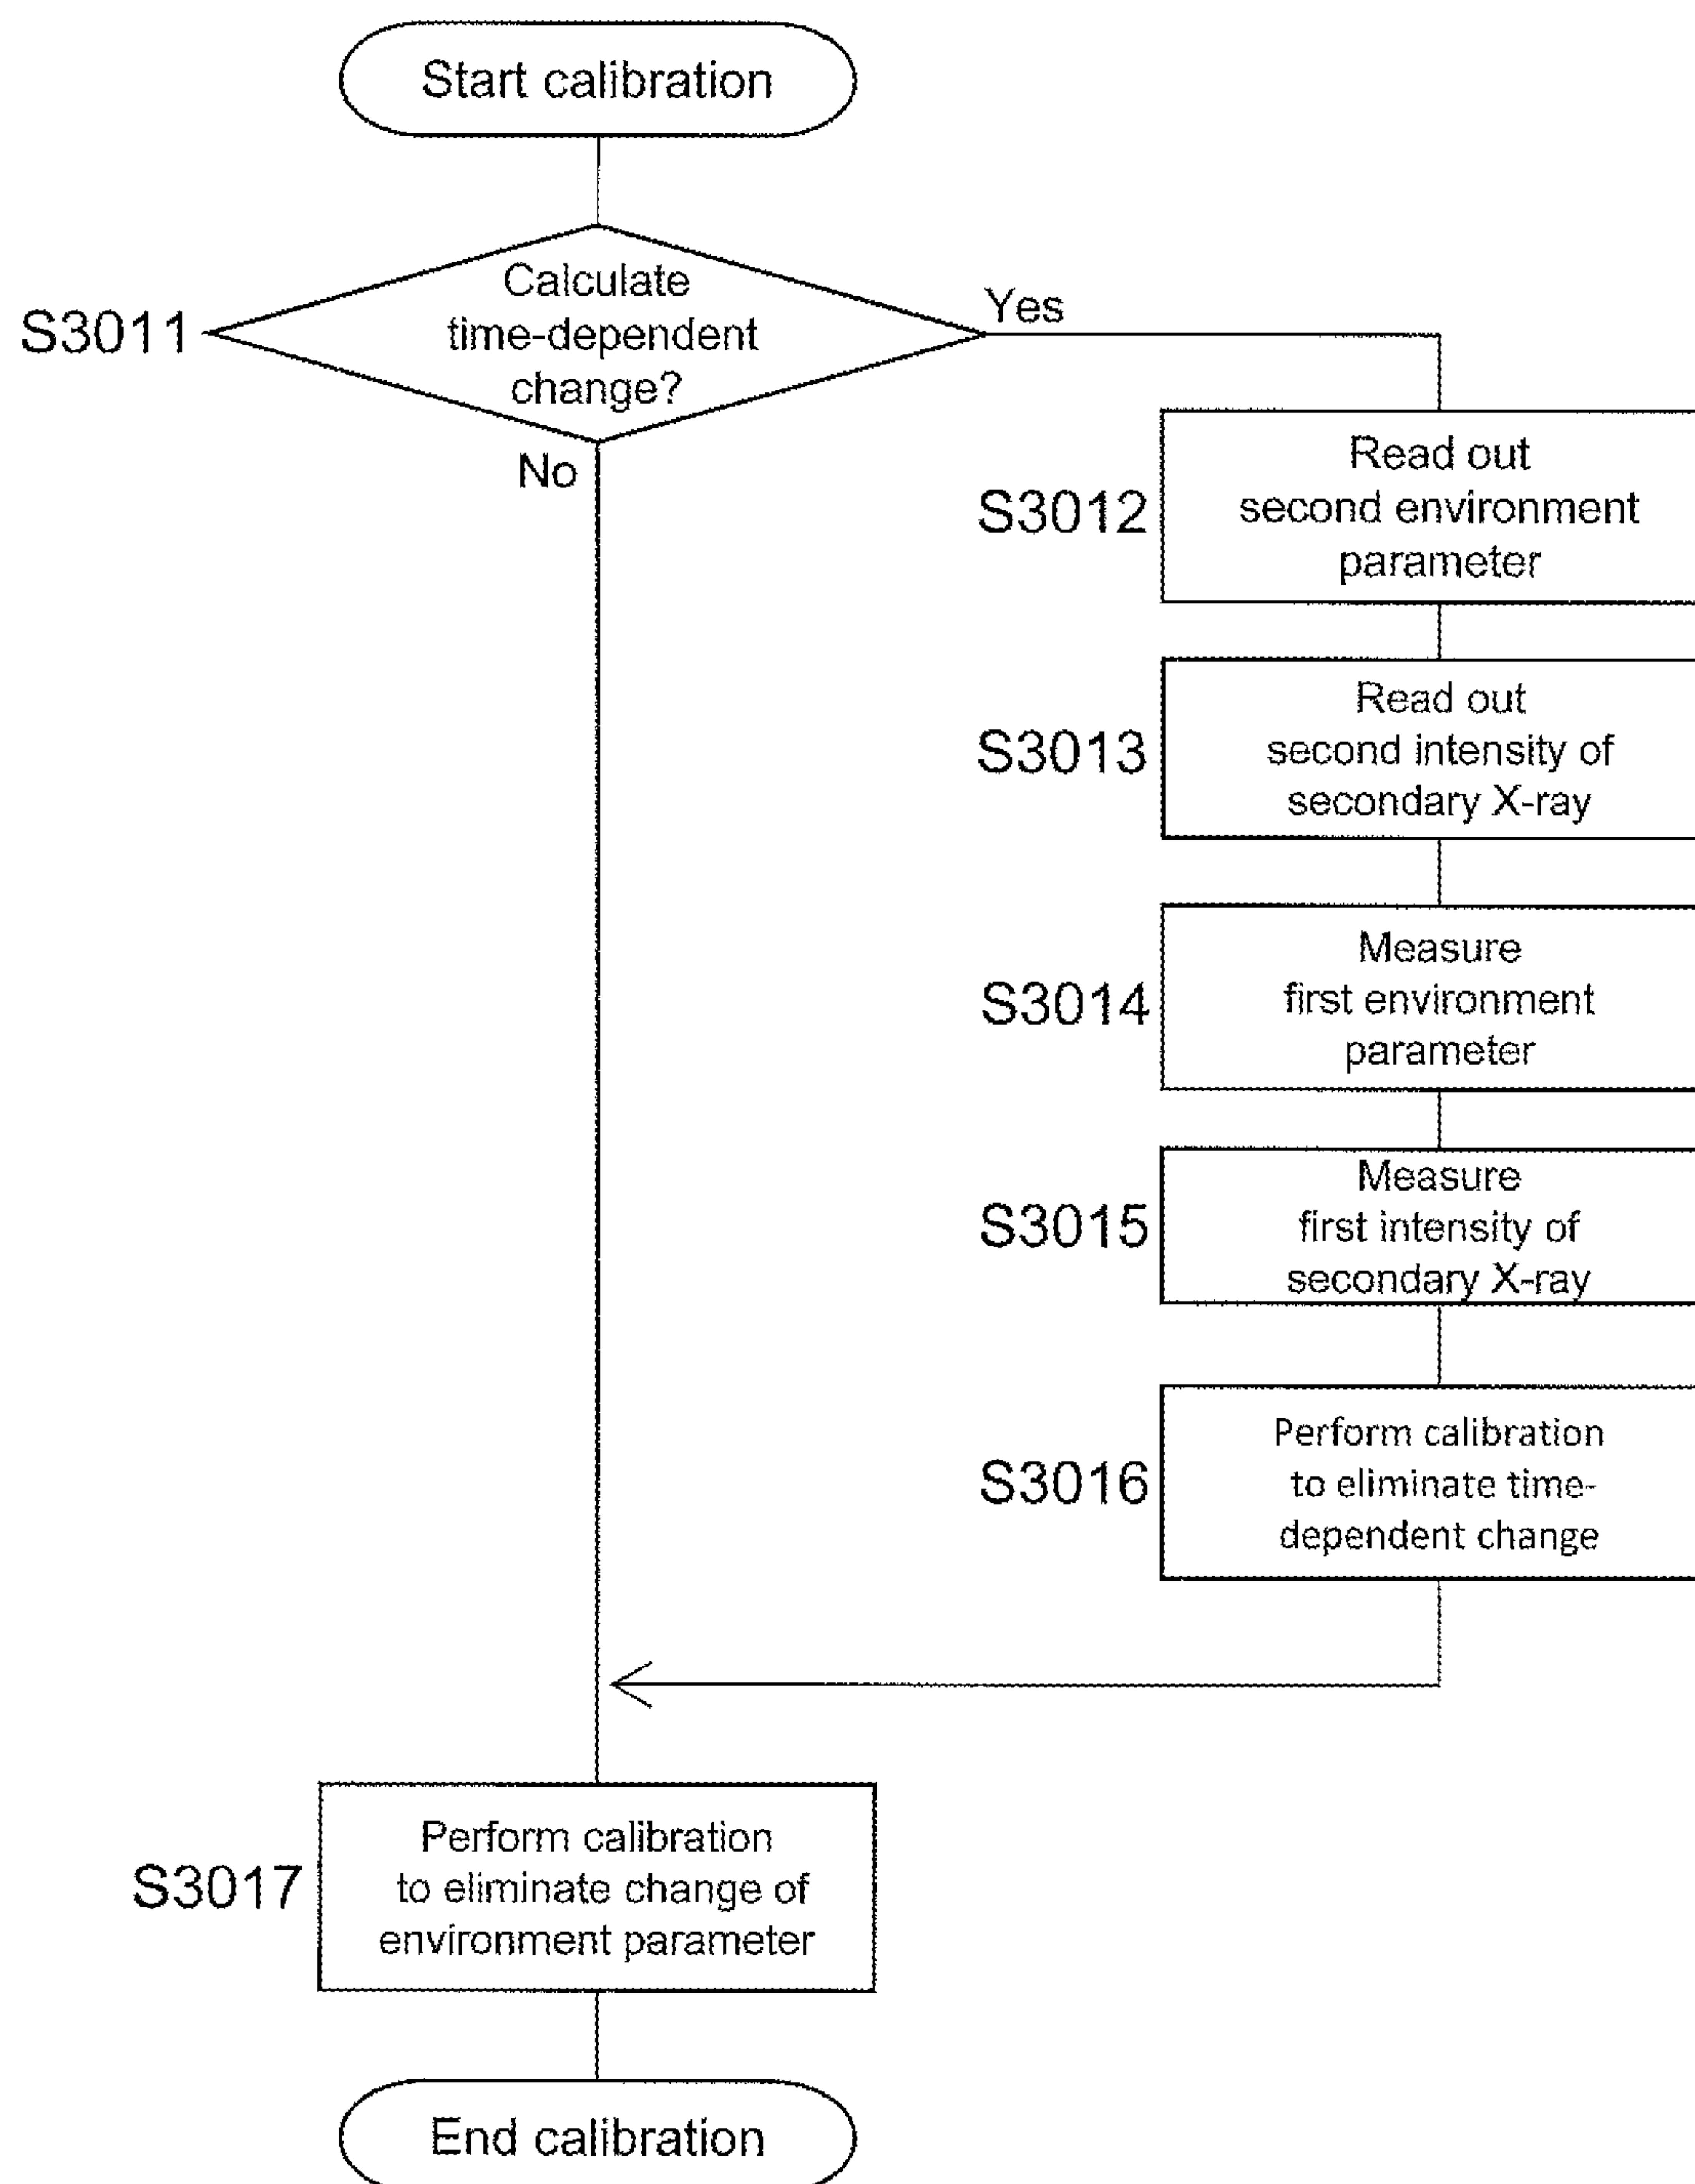 Start calibration
S3011
Calculate
time-dependent
change?
Yes
No
S3012
Read out
second environment
parameter
S3013
Read out
second intensity of
secondary X-ray
S3014
Measure
first environment
parameter
S3015
Measure
first intensity of
secondary X-ray
S3016
Perform calibration
to eliminate time-
dependent change
S3017
Perform calibration
to eliminate change of
environment parameter
End calibration